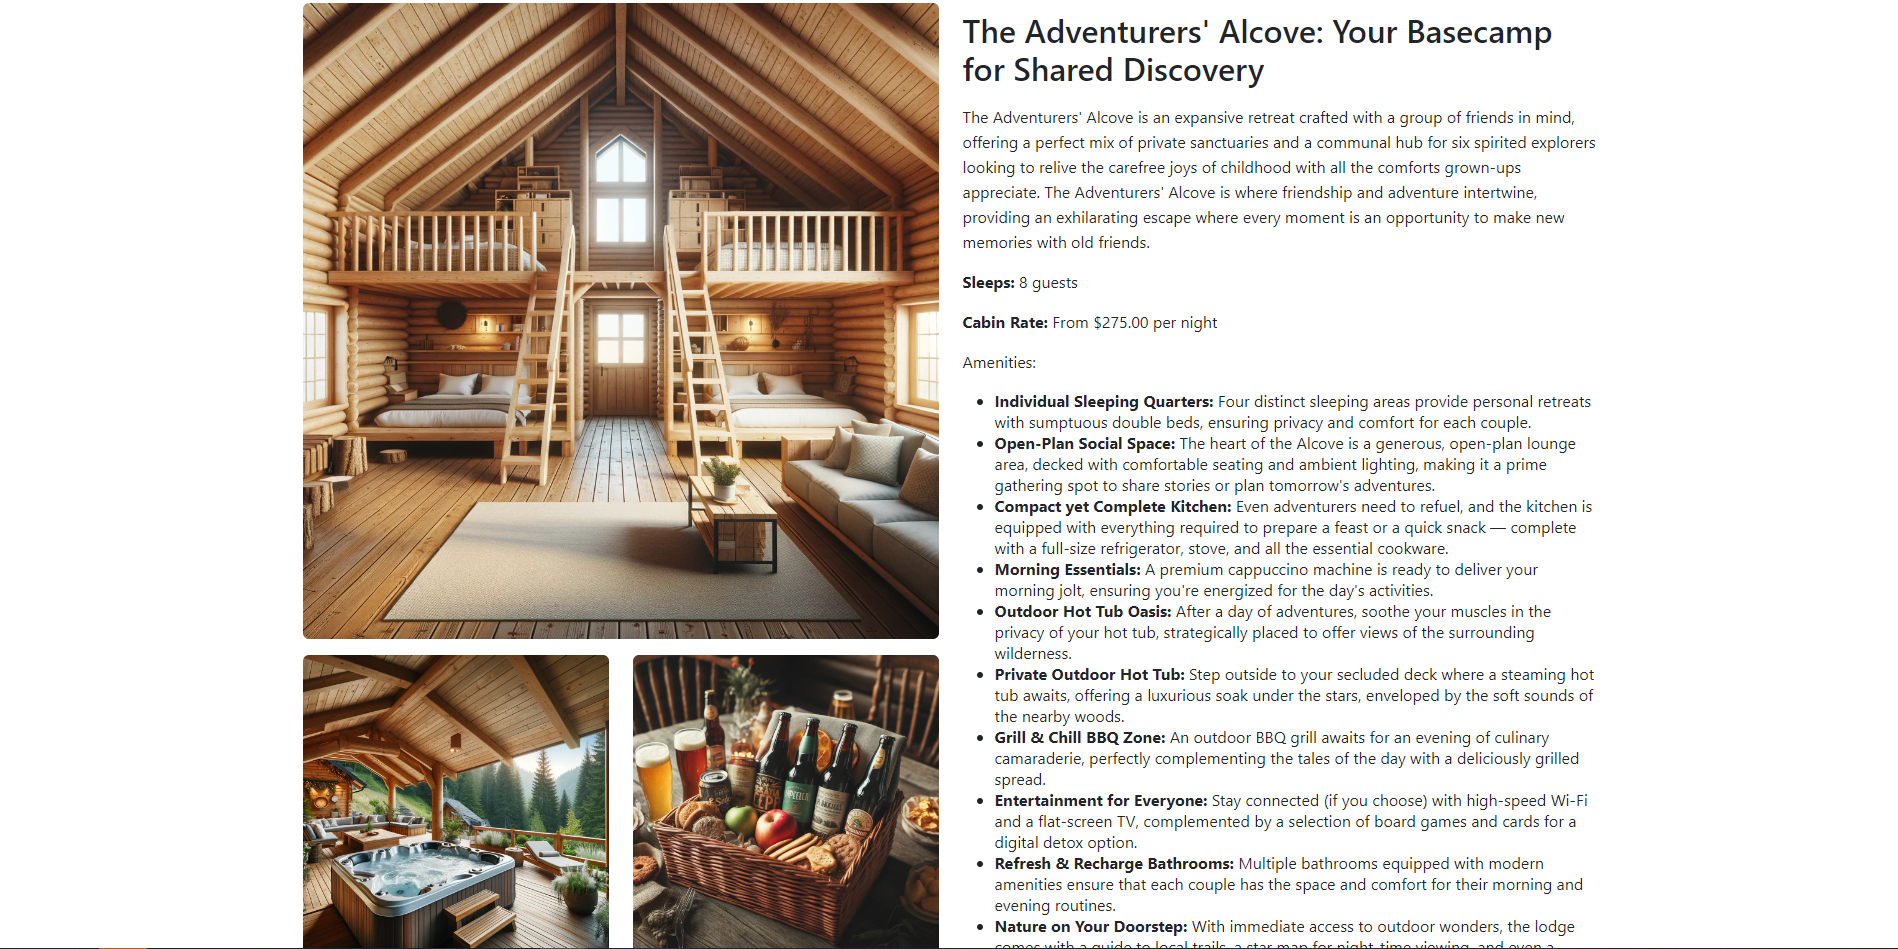 The Adventurers' Alcove: Your Basecamp
for Shared Discovery
The Adventurers' Alcove is an expansive retreat crafted with a group of friends in mind,
offering a perfect mix of private sanctuaries and a communal hub for six spirited explorers
looking to relive the carefree joys of childhood with all the comforts grown-ups
appreciate. The Adventurers' Alcove is where friendship and adventure intertwine,
providing an exhilarating escape where every moment is an opportunity to make new
memories with old friends.
Sleeps: 8 guests
Cabin Rate: From $275.00 per night
Amenities:
Individual Sleeping Quarters: Four distinct sleeping areas provide personal retreats
with sumptuous double beds, ensuring privacy and comfort for each couple.
Open-Plan Social Space: The heart of the Alcove is a generous, open-plan lounge
area, decked with comfortable seating and ambient lighting, making it a prime
gathering spot to share stories or plan tomorrow's adventures.
Compact yet Complete Kitchen: Even adventurers need to refuel, and the kitchen is
equipped with everything required to prepare a feast or a quick snack — complete
with a full-size refrigerator, stove, and all the essential cookware.
Morning Essentials: A premium cappuccino machine is ready to deliver your
morning jolt, ensuring you're energized for the day's activities.
Outdoor Hot Tub Oasis: After a day of adventures, soothe your muscles in the
privacy of your hot tub, strategically placed to offer views of the surrounding
wilderness.
Private Outdoor Hot Tub: Step outside to your secluded deck where a steaming hot
tub awaits, offering a luxurious soak under the stars, enveloped by the soft sounds of
the nearby woods.
Grill & Chill BBQ Zone: An outdoor BBQ grill awaits for an evening of culinary
camaraderie, perfectly complementing the tales of the day with a deliciously grilled
spread.
Entertainment for Everyone: Stay connected (if you choose) with high-speed Wi-Fi
and a flat-screen TV, complemented by a selection of board games and cards for a
digital detox option.
Refresh & Recharge Bathrooms: Multiple bathrooms equipped with modern
amenities ensure that each couple has the space and comfort for their morning and
evening routines.
Nature on Your Doorstep: With immediate access to outdoor wonders, the lodge
comes with a guide to local trails, a star map for night-time viewing, and even a